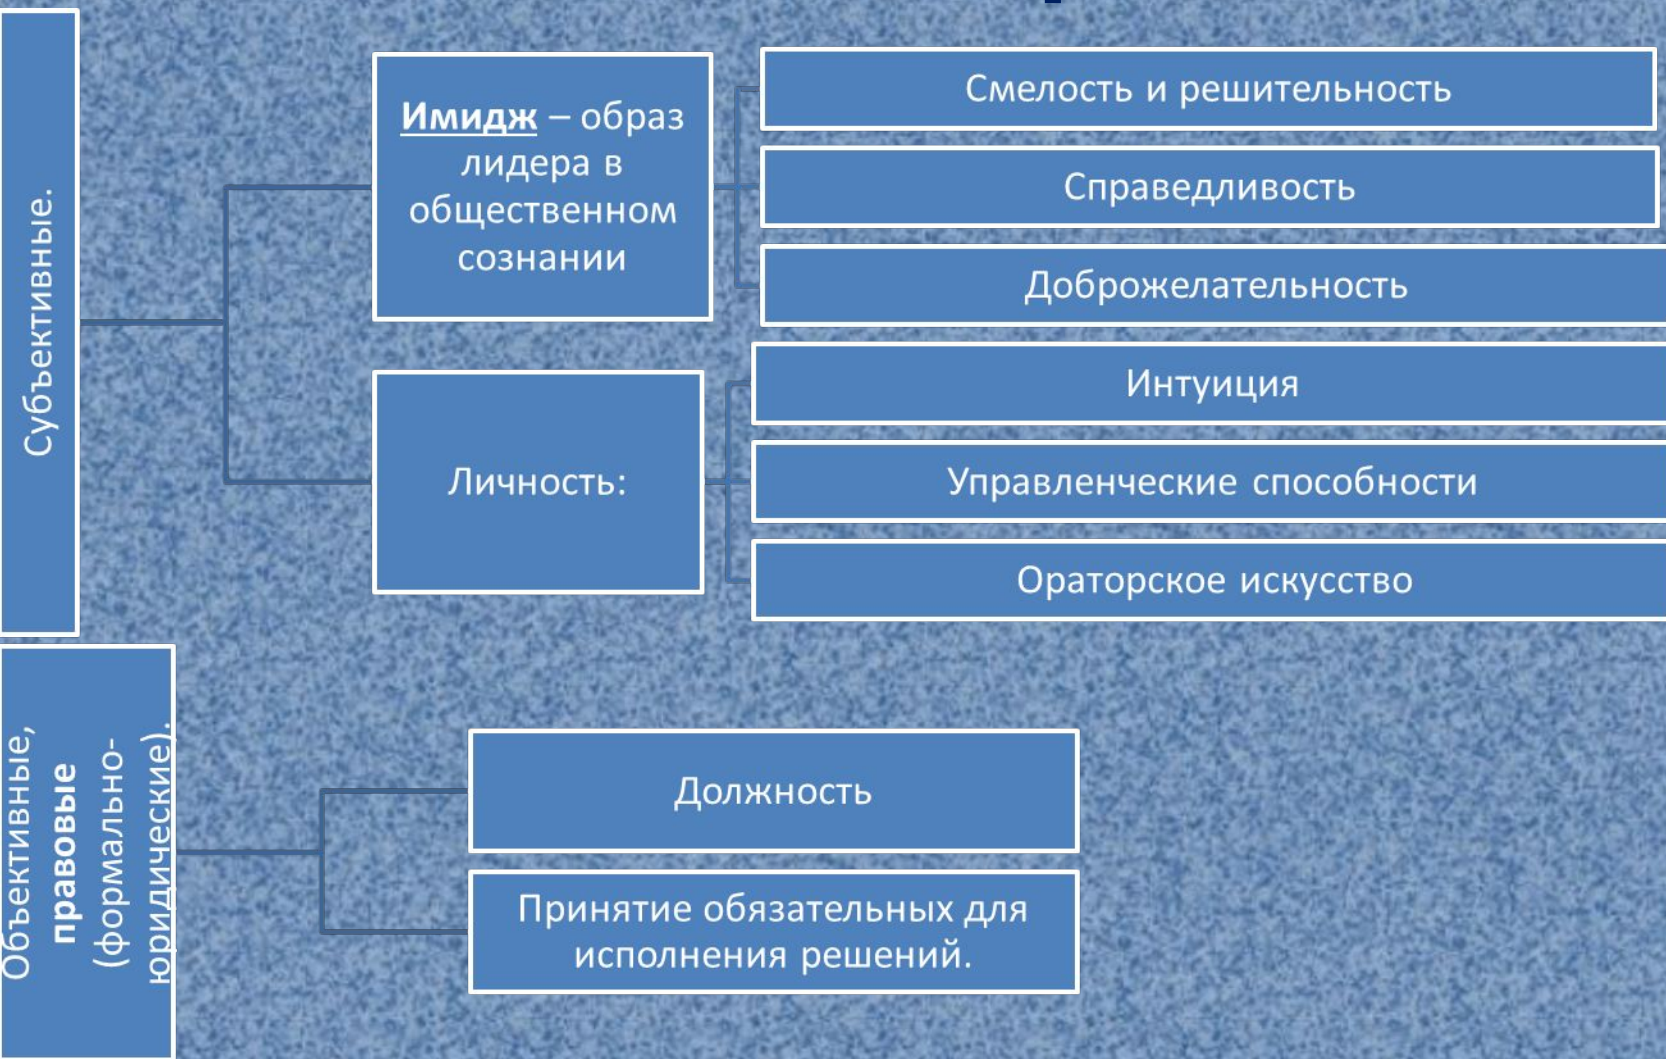 Субъективные.
Имидж – образ
лидера в
общественном
сознании
Смелость и решительность
Справедливость
Доброжелательность
Личность:
Интуиция
Управленческие способности
Ораторское искусство
Объективные,
правовые
(формально-
юридические).
Должность
Принятие обязательных для
исполнения решений.